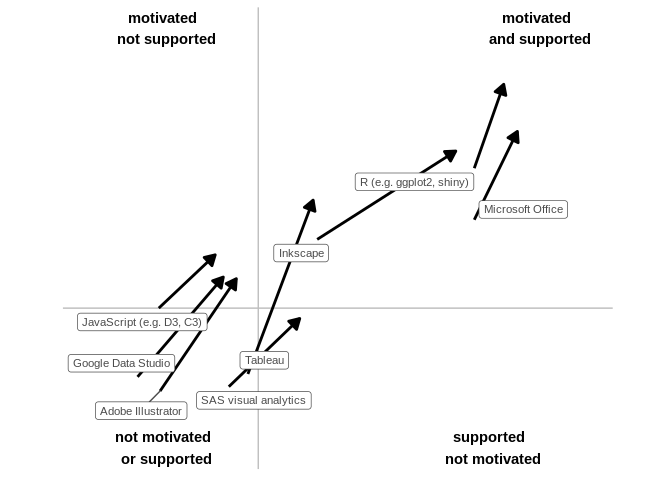 motivated
not supported
motivated
and supported
R (e.g. ggplot2, shiny)
Microsoft Office
Inkscape
JavaScript (e.g. D3, C3)
Google Data Studio
Tableau
SAS visual analytics
Adobe Illustrator
not motivated
or supported
supported
not motivated